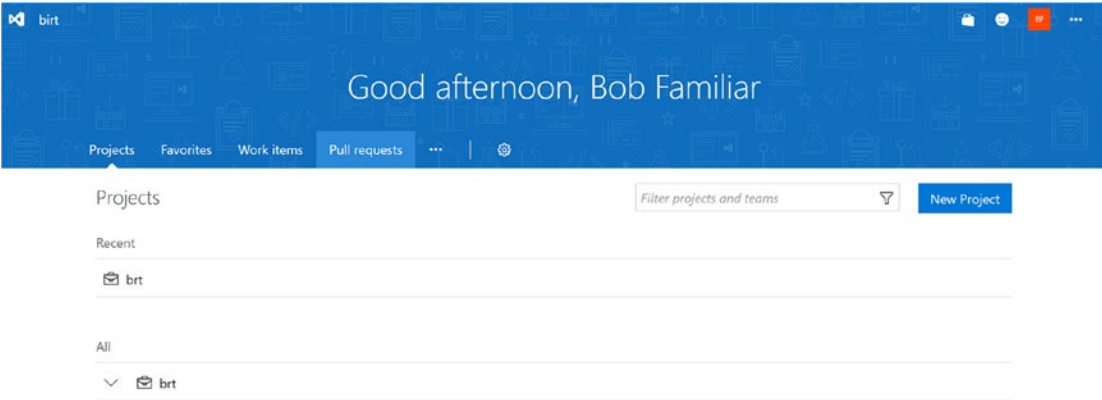 birt
BF
Good afternoon, Bob Familiar
Projects Favorites Work items Pull requests
Projects
Filter projects and teams
New Project
Recent
brt
All
brt